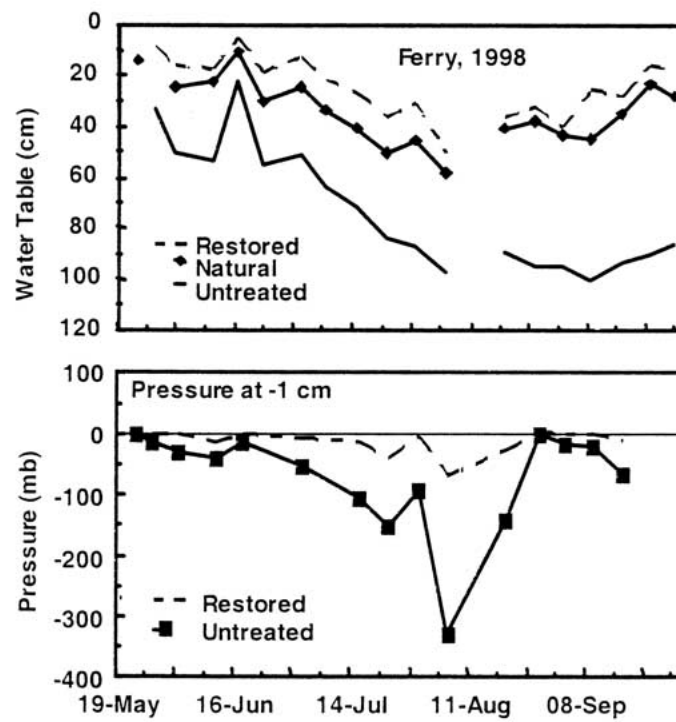 0
20
40
60
80
100
120
Water Table (cm)
Ferry, 1998
Restored
Natural
Untreated
100
0
-100
-200
-300
-400
Pressure (mb)
Pressure at -1 cm
Restored
Untreated
19-May 16-Jun 14-Jul 11-Aug 08-Sep